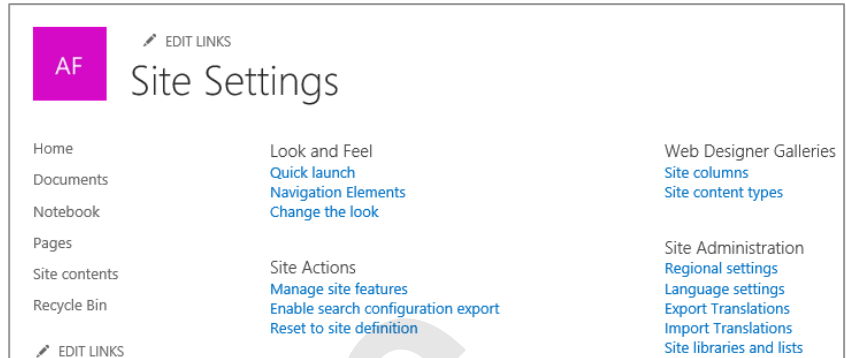 AF
EDIT LINKS
Site Settings
Home
Documents
Notebook
Pages
Site contents
Recycle Bin
EDIT LINKS
Look and Feel
Quick launch
Navigation Elements
Change the look
Site Actions
Manage site features
Enable search configuration export
Reset to site definition
Web Designer Galleries
Site columns
Site content types
Site Administration
Regional settings
Language settings
Export Translations
Import Translations
Site libraries and lists